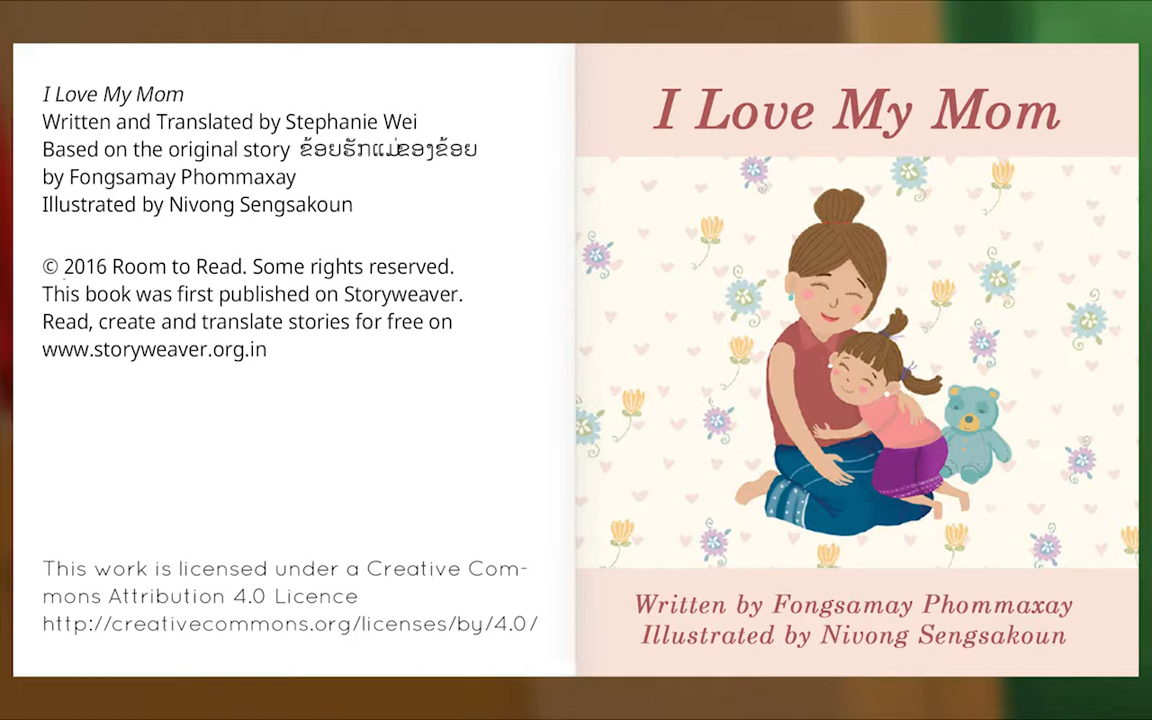 I Love My Mom
Written and Translated by Stephanie Wei
Based on the original story ຂ້ອຍຮັກແມ່ຂອງຂ້ອຍ
by Fongsamay Phommaxay
Illustrated by Nivong Sengsakoun
© 2016 Room to Read. Some rights reserved.
This book was first published on Storyweaver.
Read, create and translate stories for free on
www.storyweaver.org.in
This work is licensed under a Creative Com-
mons Attribution 4.0 Licence
http://creativecommons.org/licenses/by/4.0/
I Love My Mom
Written by Fongsamay Phommaxay
Illustrated by Nivong Sengsakoun